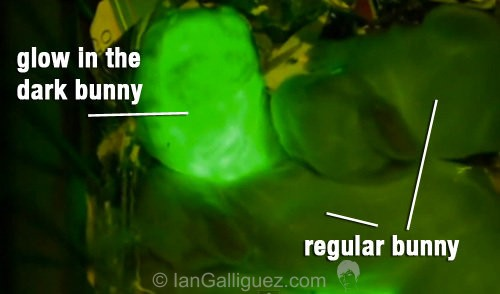 glow in the
dark bunny
regular bunny
© IanGalliguez.com